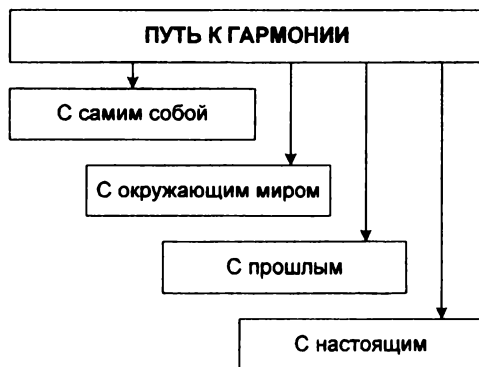 ПУТЬ К ГАРМОНИИ
С самим собой
С окружающим миром
С прошлым
С настоящим